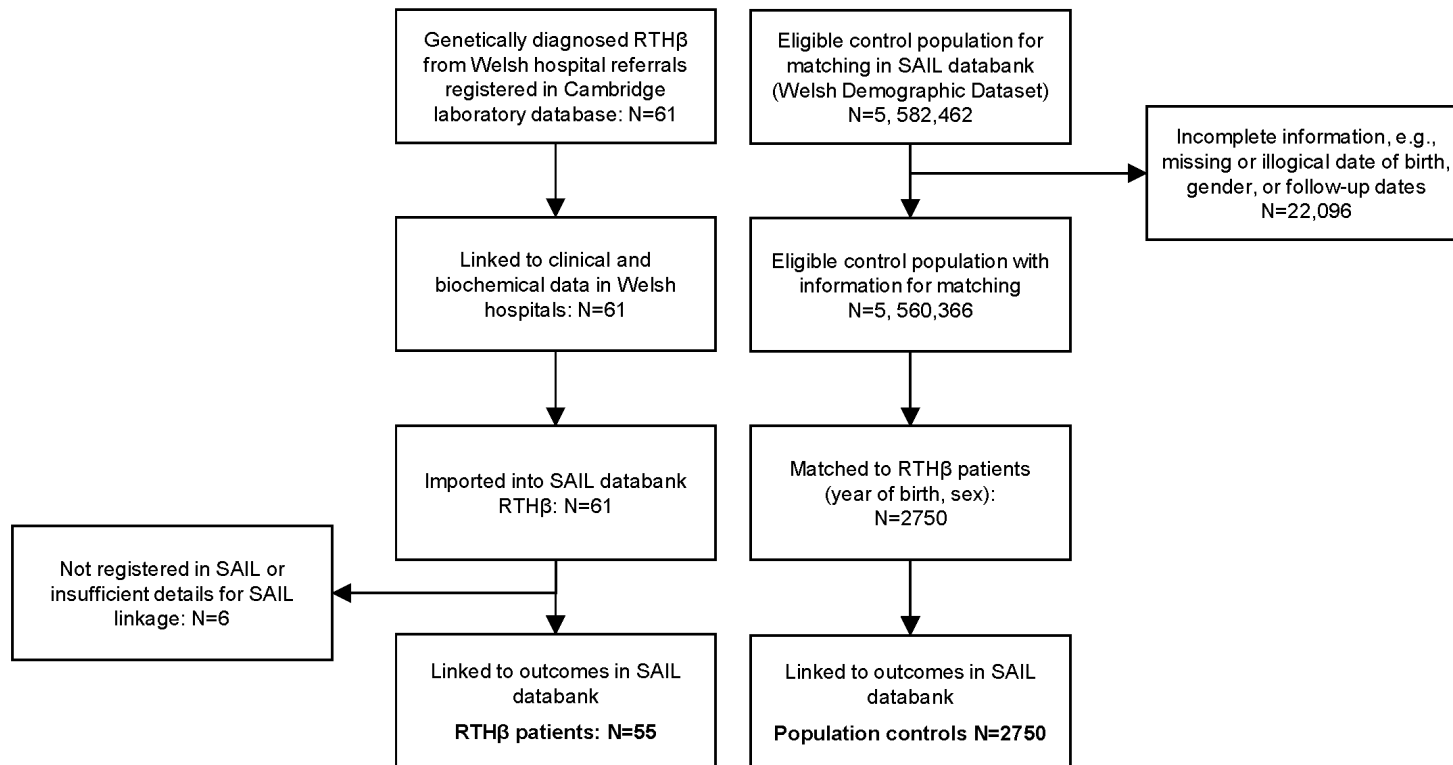 Genetically diagnosed RTHβ
from Welsh hospital referrals
registered in Cambridge
laboratory database: N=61
Eligible control population for
matching in SAIL databank
(Welsh Demographic Dataset)
N=5, 582,462
Incomplete information, e.g.,
missing or illogical date of birth,
gender, or follow-up dates
N=22,096
Linked to clinical and
biochemical data in Welsh
hospitals: N=61
Eligible control population with
information for matching
N=5, 560,366
Imported into SAIL databank
RTHβ: N=61
Matched to RTHβ patients
(year of birth, sex):
N=2750
Not registered in SAIL or
insufficient details for SAIL
linkage: N=6
Linked to outcomes in SAIL
databank
RTHβ patients: N=55
Linked to outcomes in SAIL
databank
Population controls N=2750